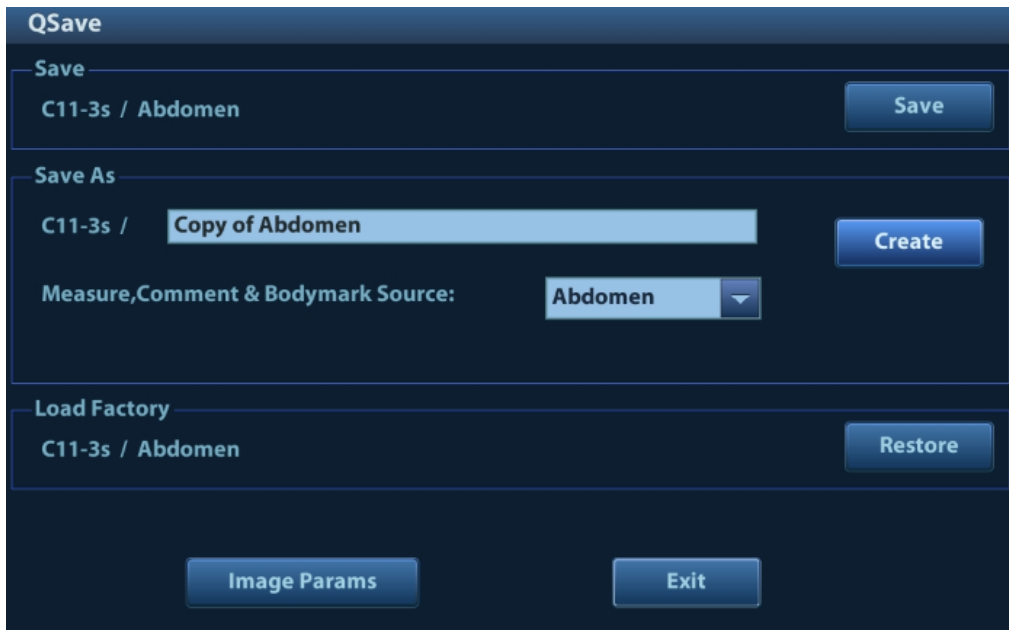 QSave
Save
C11-3s / Abdomen
Save
Save As
C11-3s /
Copy of Abdomen
Create
Measure,Comment & Bodymark Source:
Abdomen
Load Factory
C11-3s / Abdomen
Restore
Image Params
Exit